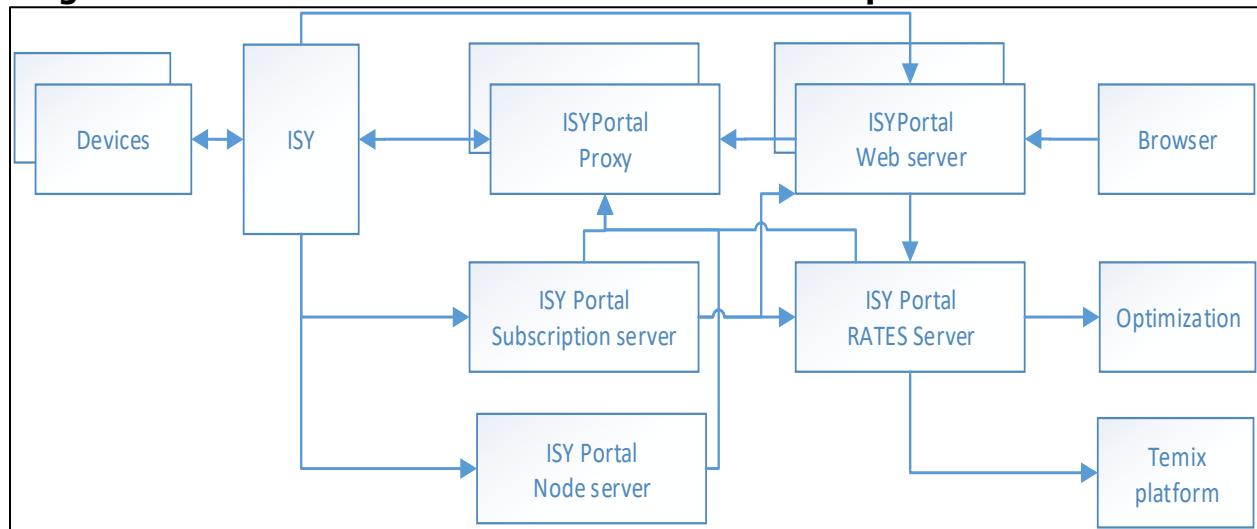 Devices
ISY
ISYPortal
Proxy
ISYPortal
Web server
Browser
ISY Portal
Subscription server
ISY Portal
RATES Server
Optimization
ISY Portal
Node server
Temix
platform